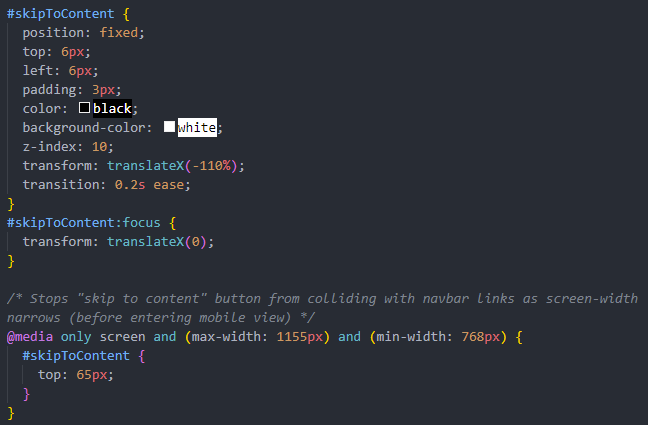 #skipToContent {
  position: fixed;
  top: 6px;
  left: 6px;
  padding: 3px;
  color: black;
  background-color: white;
  z-index: 10;
  transform: translateX(-110%);
  transition: 0.2s ease;
}
#skipToContent:focus {
  transform: translateX(0);
}

/* Stops "skip to content" button from colliding with navbar links as screen-width
narrows (before entering mobile view) */
@media only screen and (max-width: 1155px) and (min-width: 768px) {
  #skipToContent {
    top: 65px;
  }
}